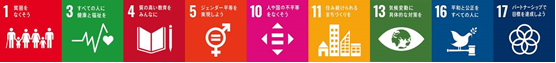 1 貧困を
なくそう
3 すべての人に
健康と福祉を
4 質の高い教育を
みんなに
5 ジェンダー平等を
実現しよう
10 人や国の不平等
をなくそう
11 住み続けられる
まちづくりを
13 気候変動に
具体的な対策を
16 平和と公正を
すべての人に
17 パートナーシップで
目標を達成しよう